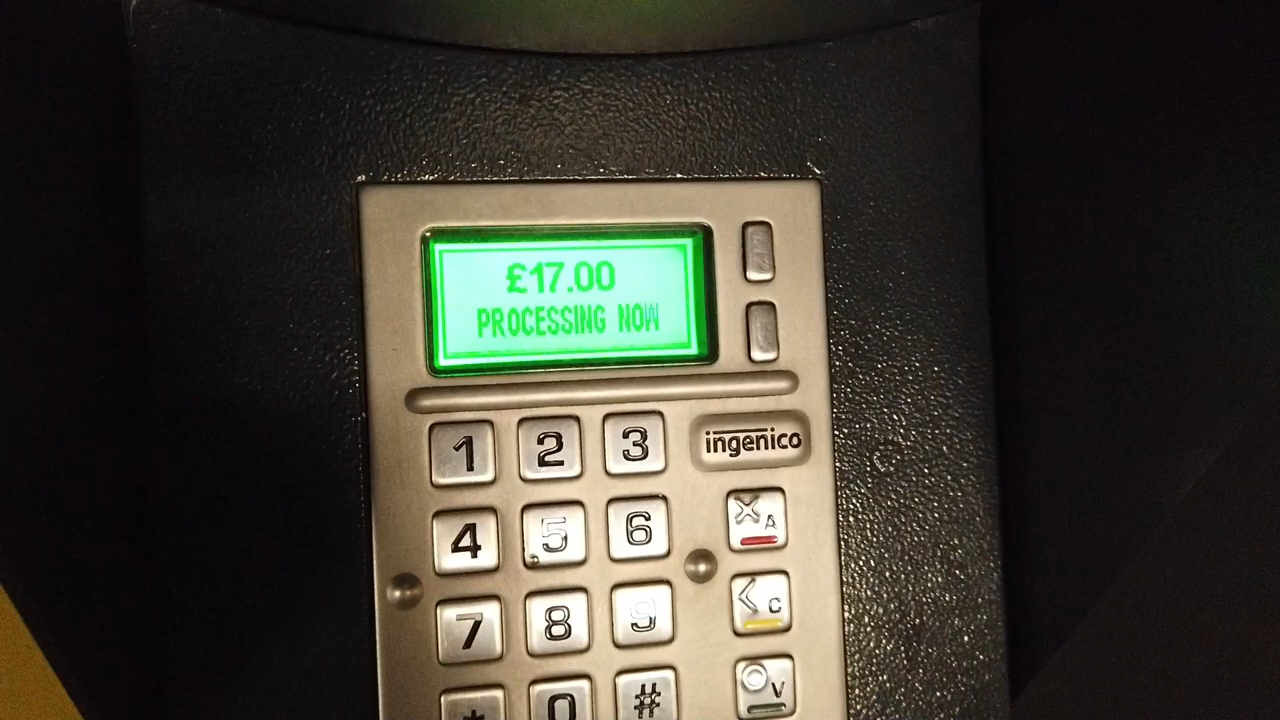 £17.00
PROCESSING NOW
1 2 3
ingenico
4 5 6
A
7 8 9
C
* 0 #
V